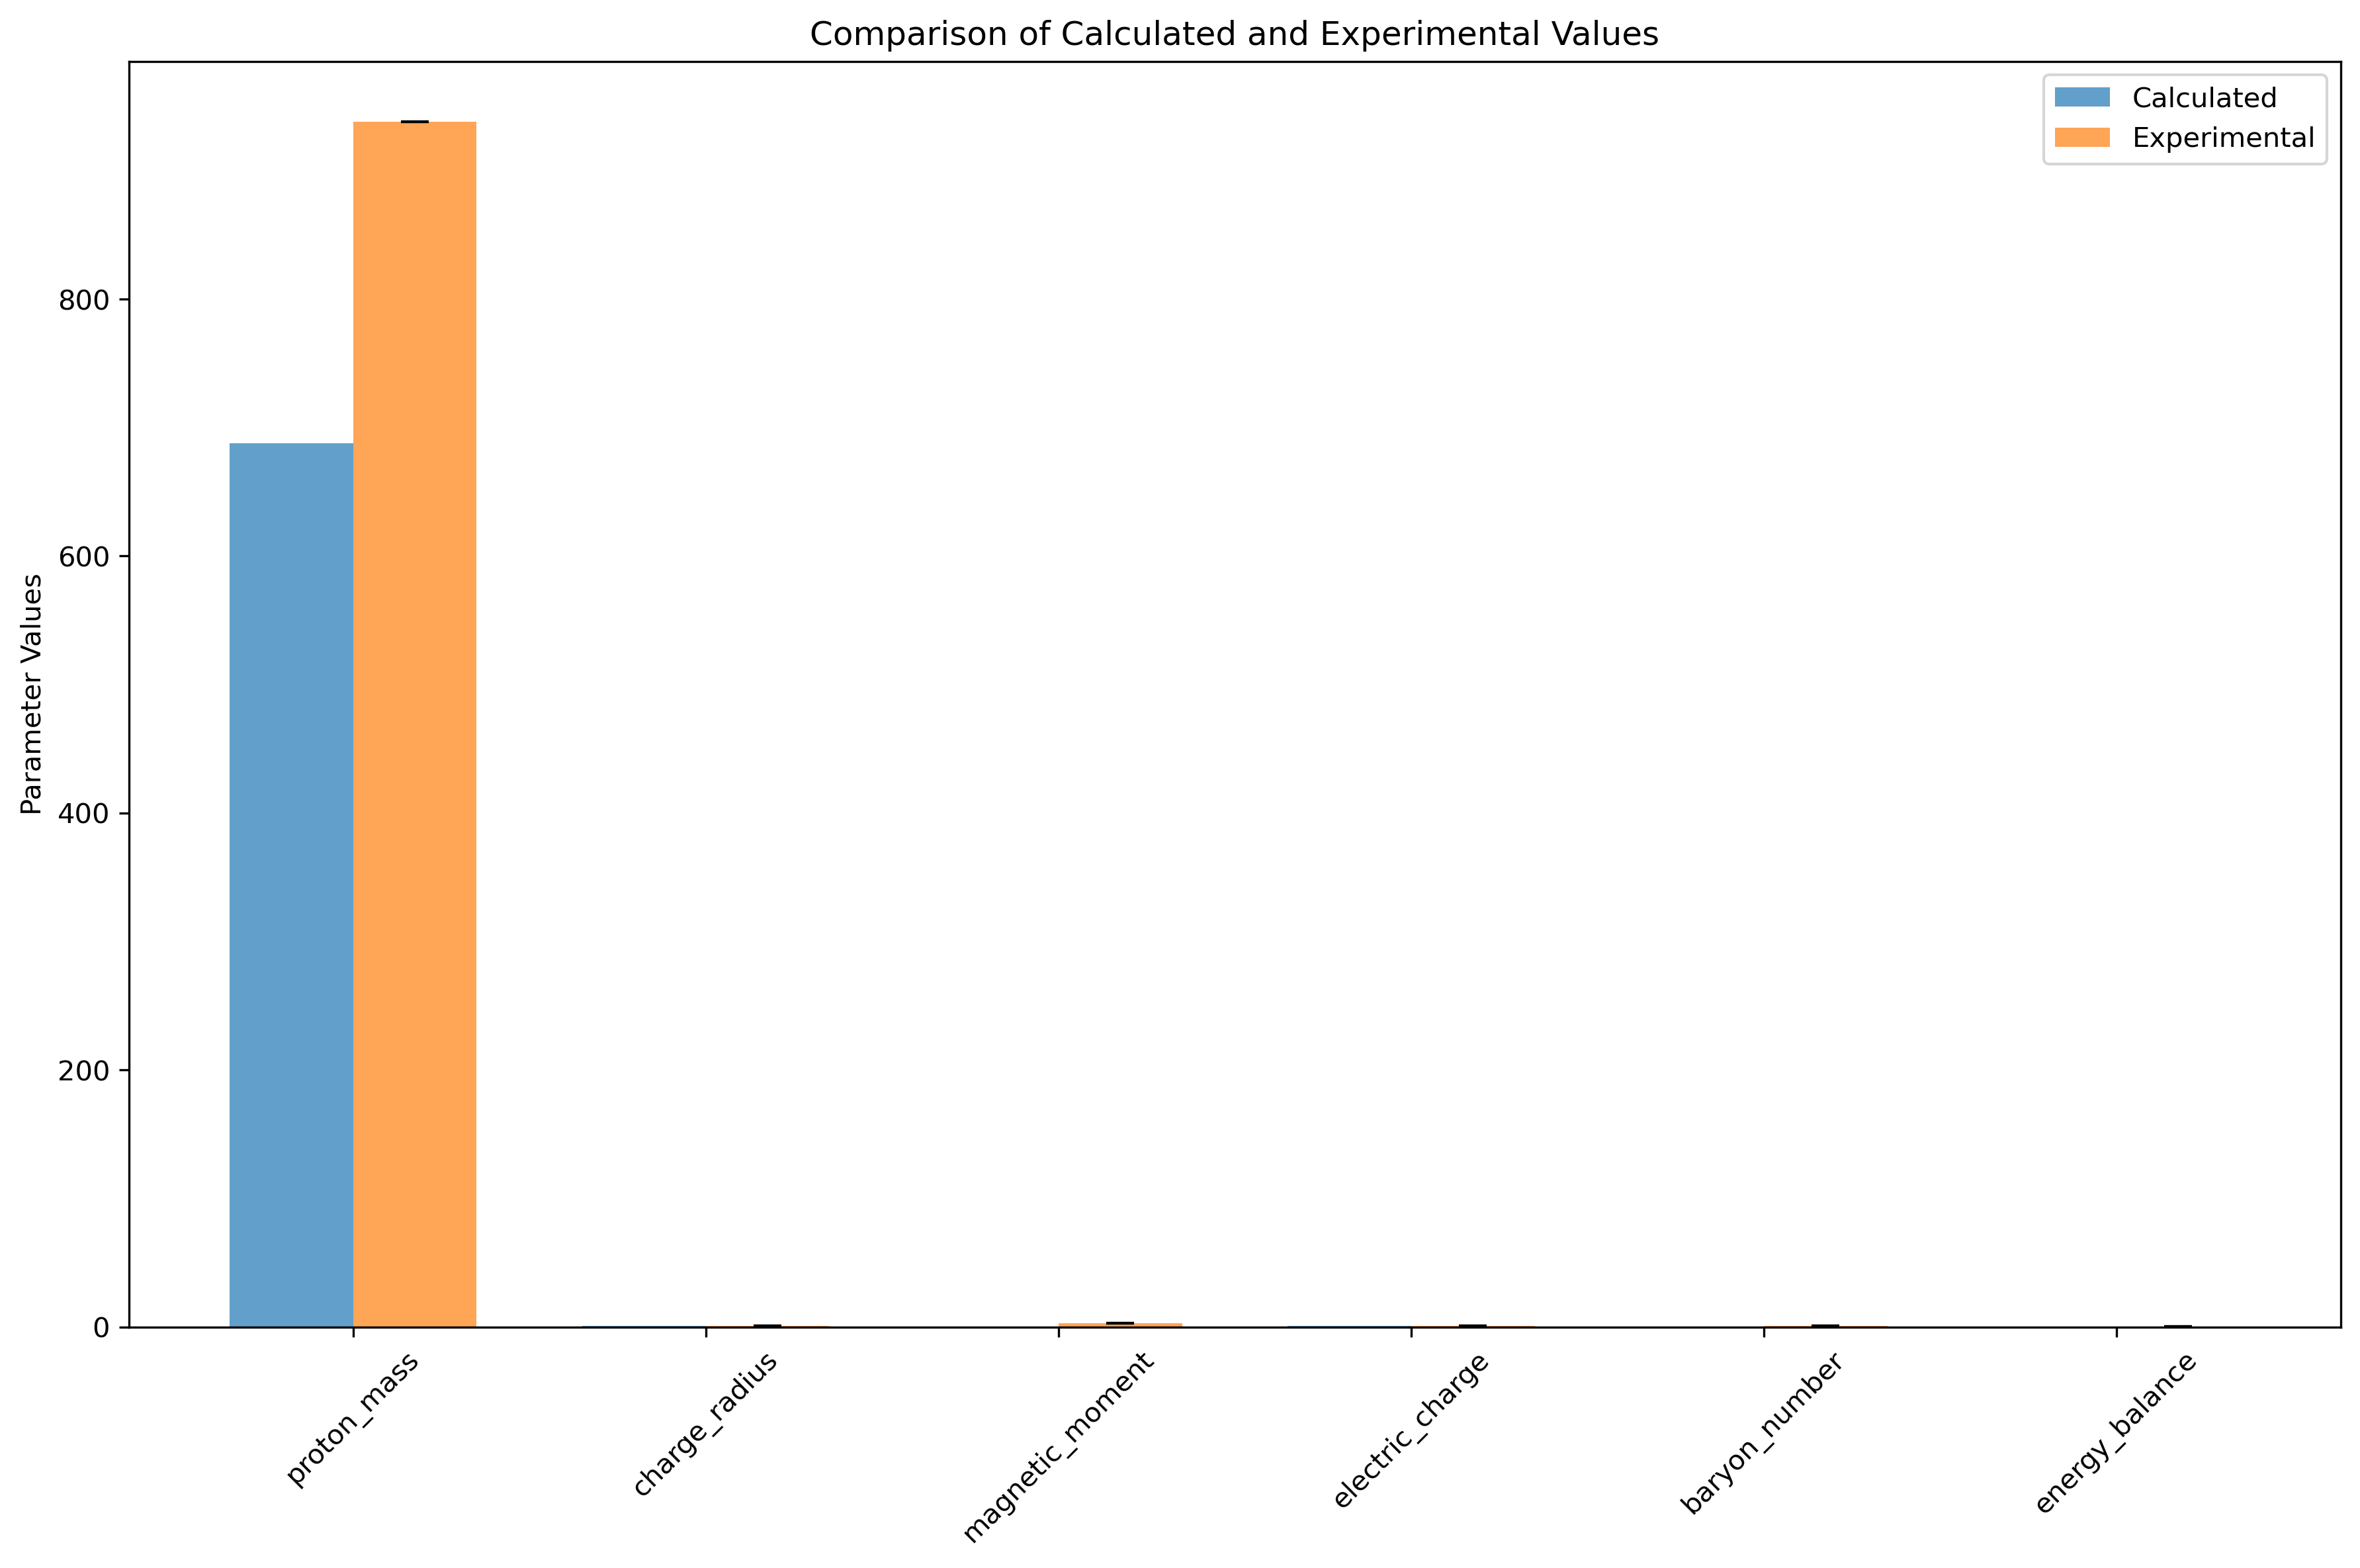 Comparison of Calculated and Experimental Values
Calculated
Experimental
Parameter Values
800
600
400
200
0
proton_mass
charge_radius
magnetic_moment
electric_charge
baryon_number
energy_balance